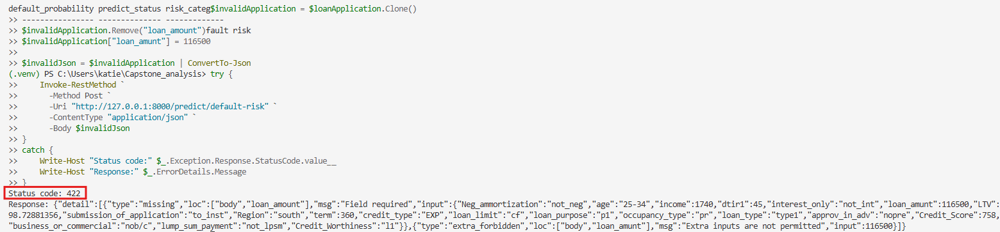 default_probability predict_status risk_categ$invalidApplication = $loanApplication.Clone()
>> ---------------- -------------- -------------
>> $invalidApplication.Remove("loan_amount")fault risk
>> $invalidApplication["loan_amunt"] = 116500
>>
>> $invalidJson = $invalidApplication | ConvertTo-Json
(.venv) PS C:\Users\katie\Capstone_analysis> try {
>>     Invoke-RestMethod `
>>       -Method Post `
>>       -Uri "http://127.0.0.1:8000/predict/default-risk" `
>>       -ContentType "application/json" `
>>       -Body $invalidJson
>> }
>> catch {
>>     Write-Host "Status code:" $_.Exception.Response.StatusCode.value__
>>     Write-Host "Response:" $_.ErrorDetails.Message
>> }
Status code: 422
Response: {"detail":[{"type":"missing","loc":["body","loan_amount"],"msg":"Field required","input":{"Neg_ammortization":"not_neg","age":"25-34","income":1740,"dtir1":45,"interest_only":"not_int","loan_amunt":116500,"LTV":
98.72881356,"submission_of_application":"to_inst","Region":"south","term":360,"credit_type":"EXP","loan_limit":"cf","loan_purpose":"p1","occupancy_type":"pr","loan_type":"type1","approv_in_adv":"nopre","Credit_Score":758,
"business_or_commercial":"nob/c","lump_sum_payment":"not_lpsm","Credit_Worthiness":"l1"}},{"type":"extra_forbidden","loc":["body","loan_amunt"],"msg":"Extra inputs are not permitted","input":116500}]}